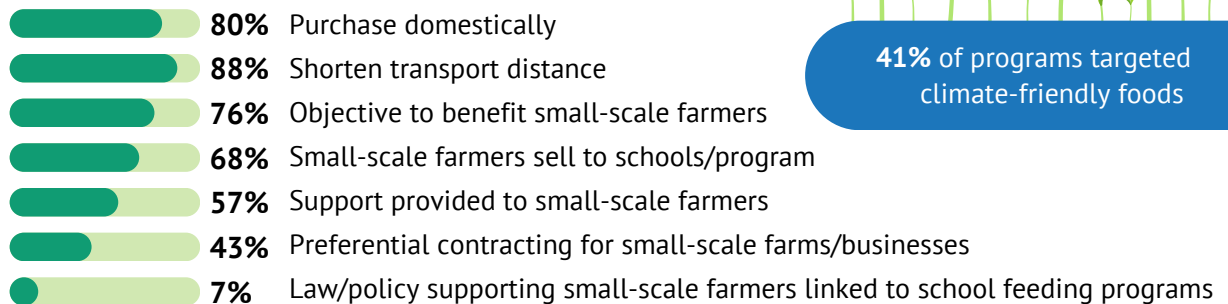 80% Purchase domestically
88% Shorten transport distance
76% Objective to benefit small-scale farmers
68% Small-scale farmers sell to schools/program
57% Support provided to small-scale farmers
43% Preferential contracting for small-scale farms/businesses
7% Law/policy supporting small-scale farmers linked to school feeding programs
41% of programs targeted
climate-friendly foods